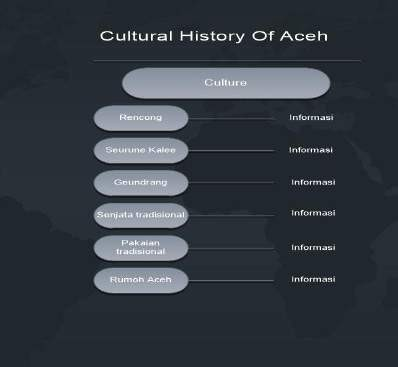 Cultural History Of Aceh
Culture
Rencong Informasi
Seurune Kalee Informasi
Geundrang Informasi
Senjata tradisional Informasi
Pakaian
tradisional Informasi
Rumoh Aceh Informasi